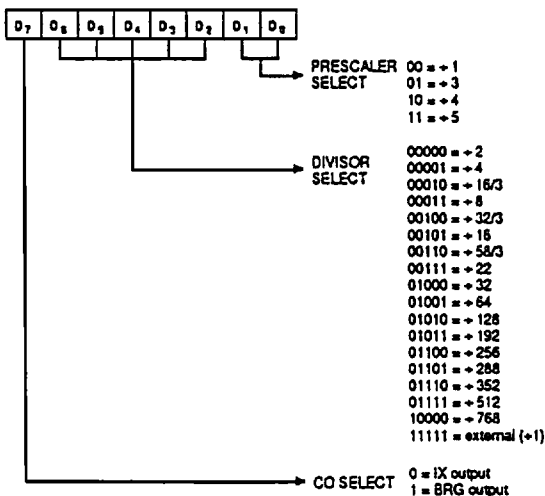 D7 D6 D5 D4 D3 D2 D1 D0
PRESCALER SELECT
00 = ÷ 1
01 = ÷ 3
10 = ÷ 4
11 = ÷ 5
DIVISOR SELECT
00000 = ÷ 2
00001 = ÷ 4
00010 = ÷ 16/3
00011 = ÷ 8
00100 = ÷ 32/3
00101 = ÷ 16
00110 = ÷ 58/3
00111 = ÷ 22
01000 = ÷ 32
01001 = ÷ 64
01010 = ÷ 128
01011 = ÷ 192
01100 = ÷ 256
01101 = ÷ 288
01110 = ÷ 352
01111 = ÷ 512
10000 = ÷ 768
11111 = external (÷1)
CO SELECT
0 = IX output
1 = BRG output